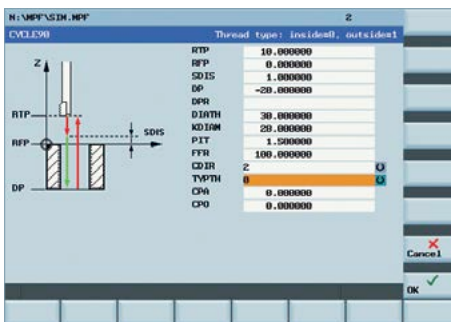 N:\MPF\SIM.MPF 2
CYCLE90 Thread type: inside=0, outside=1
RTP 10.000000
RFP 0.000000
SDIS 1.000000
DP -20.000000
DPR
DIATH 30.000000
KDIAM 28.000000
PIT 1.500000
FFR 100.000000
CDIR 2
TYPTH 0
CPA 0.000000
CPO 0.000000
Z
RTP
SDIS
RFP
DP
Cancel
OK